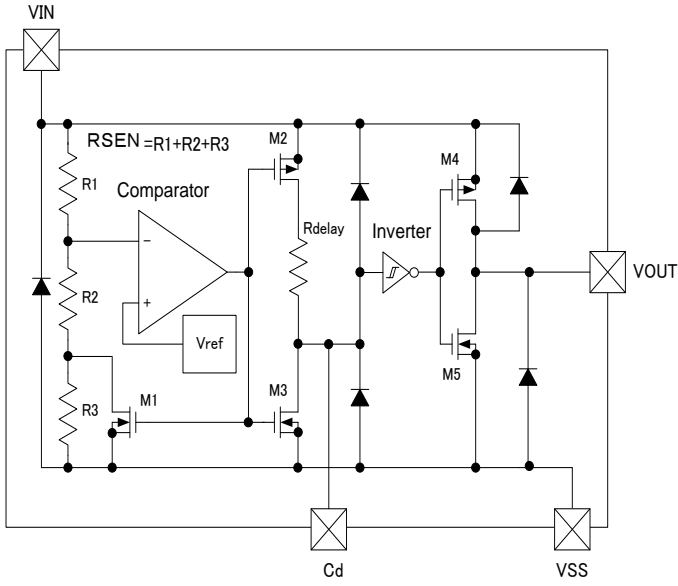 VIN
RSEN =R1+R2+R3
M2
M4
R1
Comparator
Rdelay
Inverter
−
VOUT
R2
+
Vref
M5
R3
M1
M3
Cd
VSS